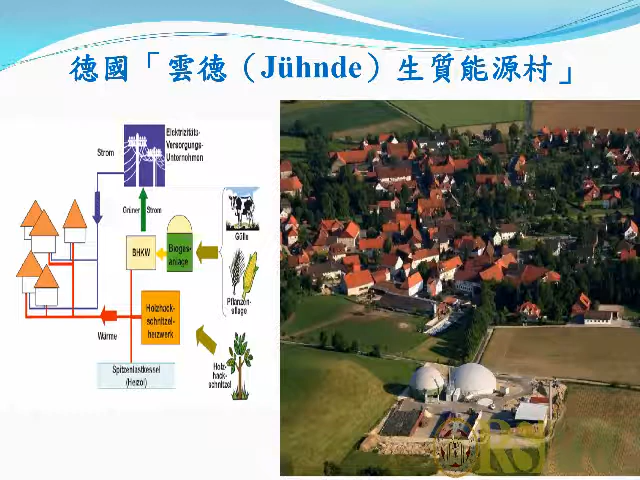 德國「雲德（Jühnde）生質能源村」
Elektrizitäts-
Versorgungs-
Unternehmen
Strom
Grüner Strom
Gülle
BHKW
Biogas-
anlage
Pflanzen-
silage
Holzhack-
schnitzel-
heizwerk
Wärme
Spitzenlastkessel
(Heizöl)
Holz-
hack-
schnitzel